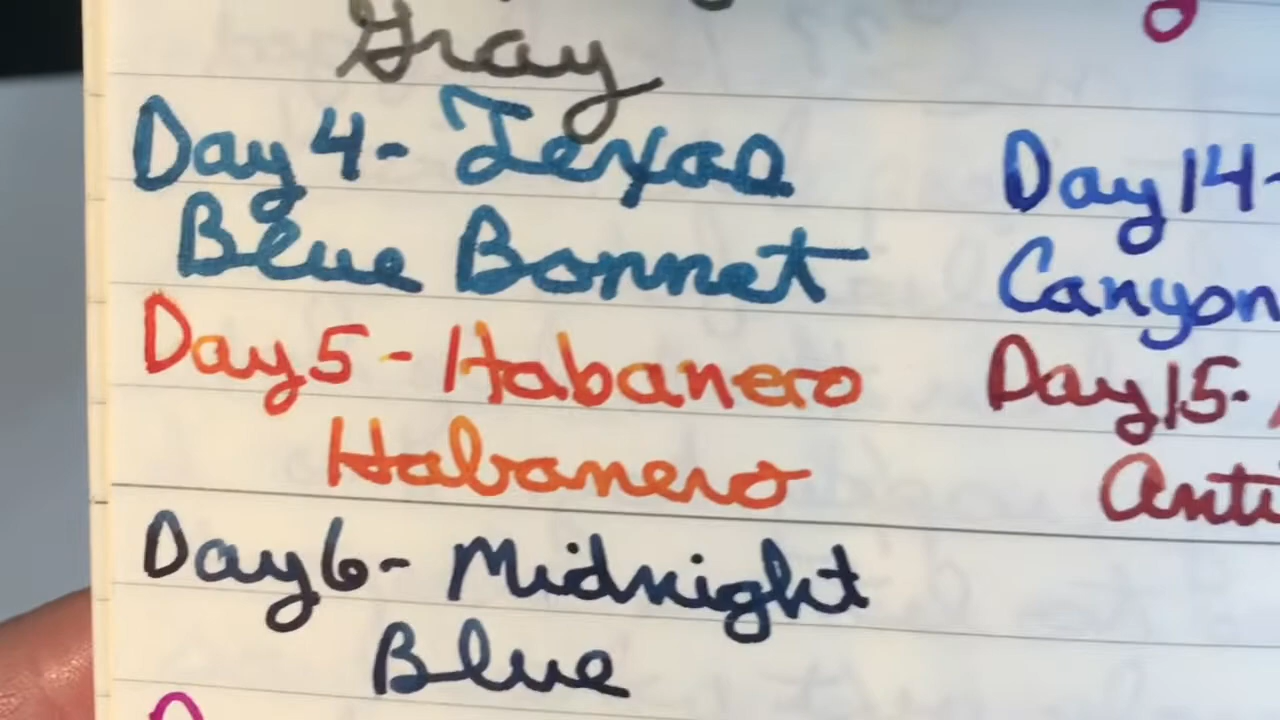 Gray
Day 4- Texas
Blue Bonnet
Day 5 - Habanero
Habanero
Day 6- Midnight
Blue
Day 14-
Canyon
Day 15-
Anti